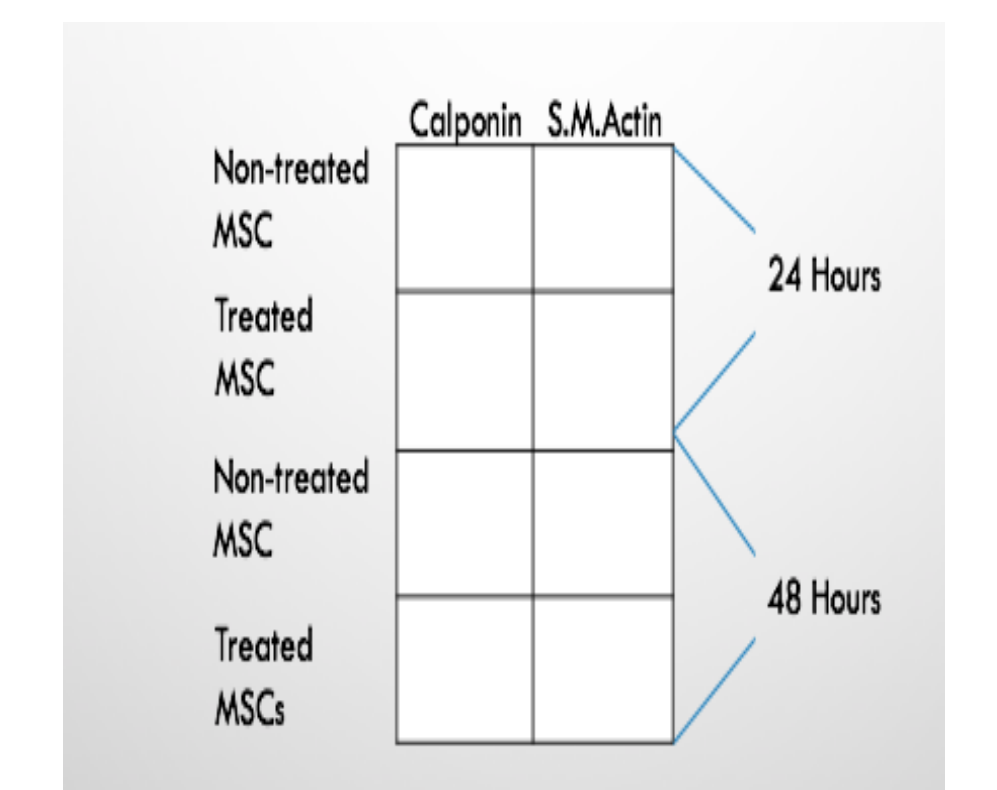 Calponin S.M.Actin
Non-treated
MSC
24 Hours
Treated
MSC
Non-treated
MSC
48 Hours
Treated
MSCs